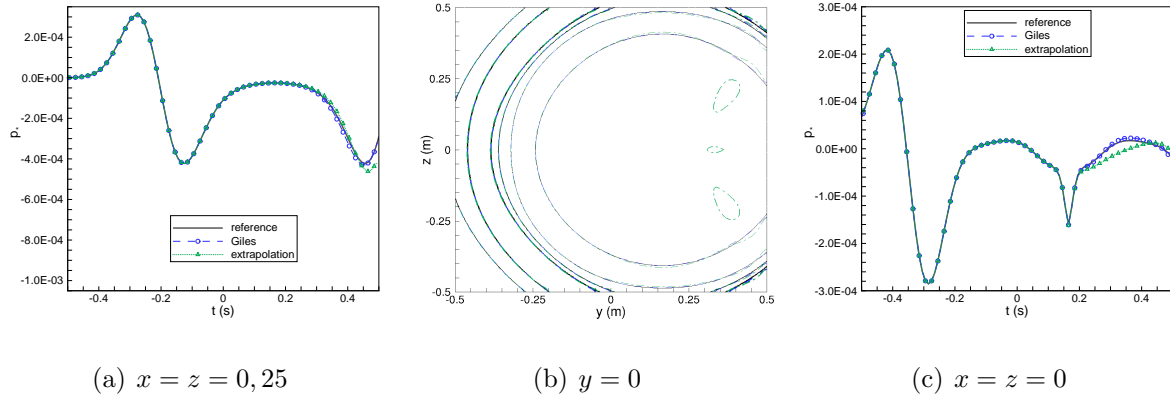 2.0E-04
0.0E+00
-2.0E-04
-4.0E-04
-6.0E-04
-8.0E-04
-1.0E-03
p.
-0.4 -0.2 0 0.2 0.4
t (s)
reference
Giles
extrapolation
0.5
0.25
0
-0.25
-0.5
z (m)
-0.5 -0.25 0 0.25 0.5
y (m)
3.0E-04
2.0E-04
1.0E-04
0.0E+00
-1.0E-04
-2.0E-04
-3.0E-04
p.
-0.4 -0.2 0 0.2 0.4
t (s)
reference
Giles
extrapolation
(a) x = z = 0, 25
(b) y = 0
(c) x = z = 0